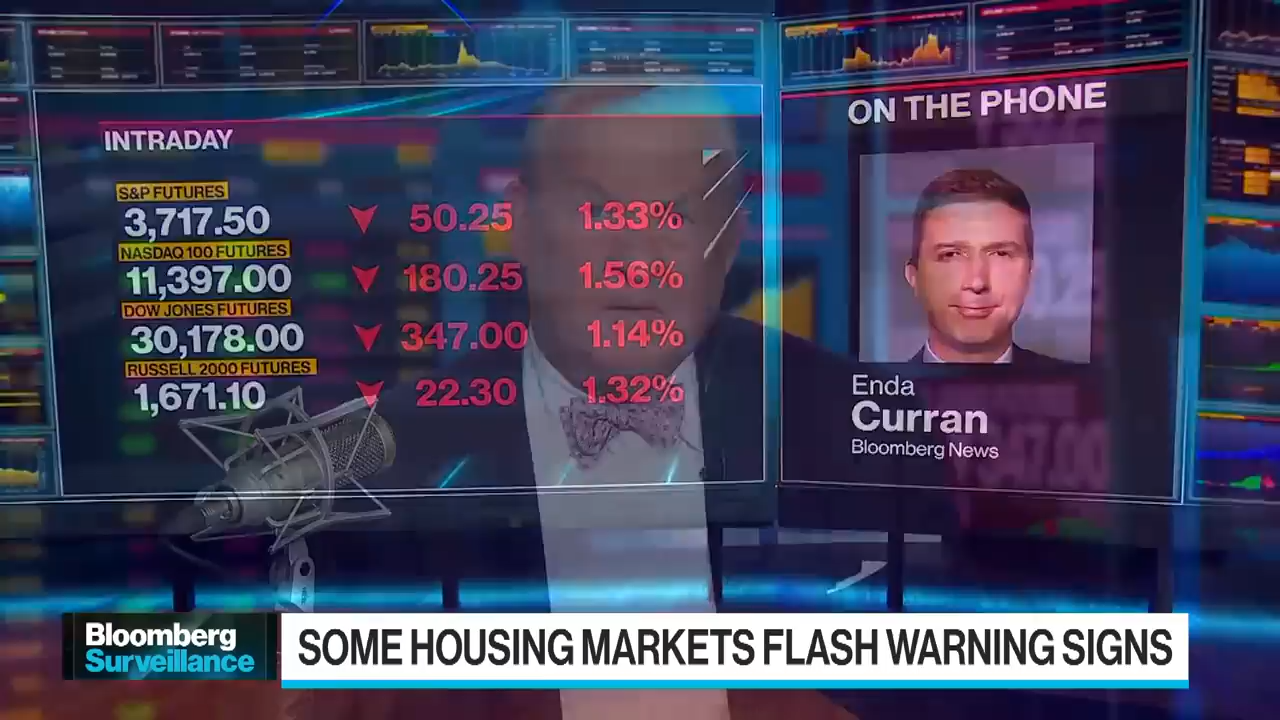 INTRADAY
S&P FUTURES
3,717.50 50.25 1.33%
NASDAQ 100 FUTURES
11,397.00 180.25 1.56%
DOW JONES FUTURES
30,178.00 347.00 1.14%
RUSSELL 2000 FUTURES
1,671.10 22.30 1.32%
ON THE PHONE
Enda
Curran
Bloomberg News
Bloomberg
Surveillance
SOME HOUSING MARKETS FLASH WARNING SIGNS